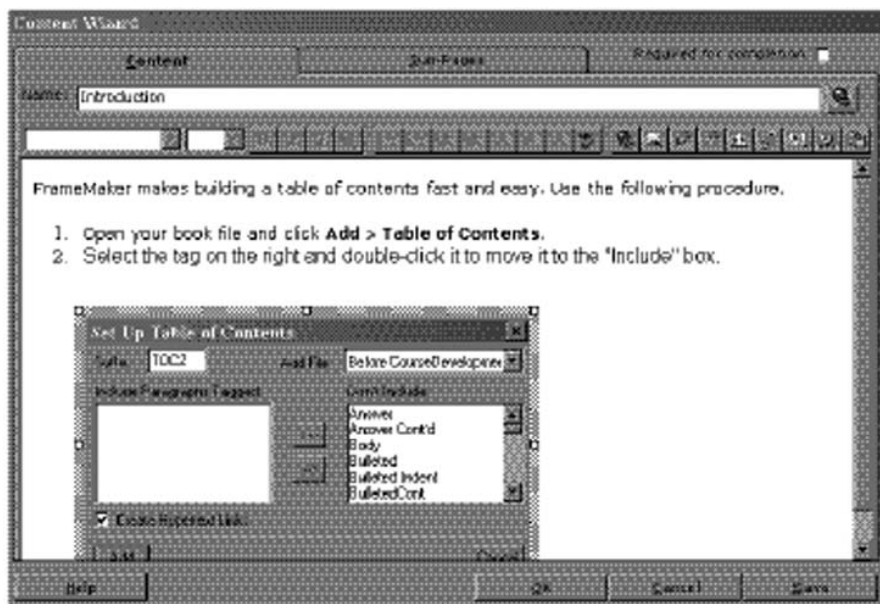 Content Wizard
Content
Sub-Pages
Required for completion
Name: Introduction
FrameMaker makes building a table of contents fast and easy. Use the following procedure.
1. Open your book file and click Add > Table of Contents.
2. Select the tag on the right and double-click it to move it to the "Include" box.
Set Up Table of Contents
Suffix: TOC2
Add File: Before CourseDevelopme
Include Paragraphs Tagged:
Don't Include:
Answer
Answer Cont'd
Body
Bulleted
Bulleted Indent
BulletedCont
Create Hypertext Links
Add
Cancel
Help
OK
Cancel
Save